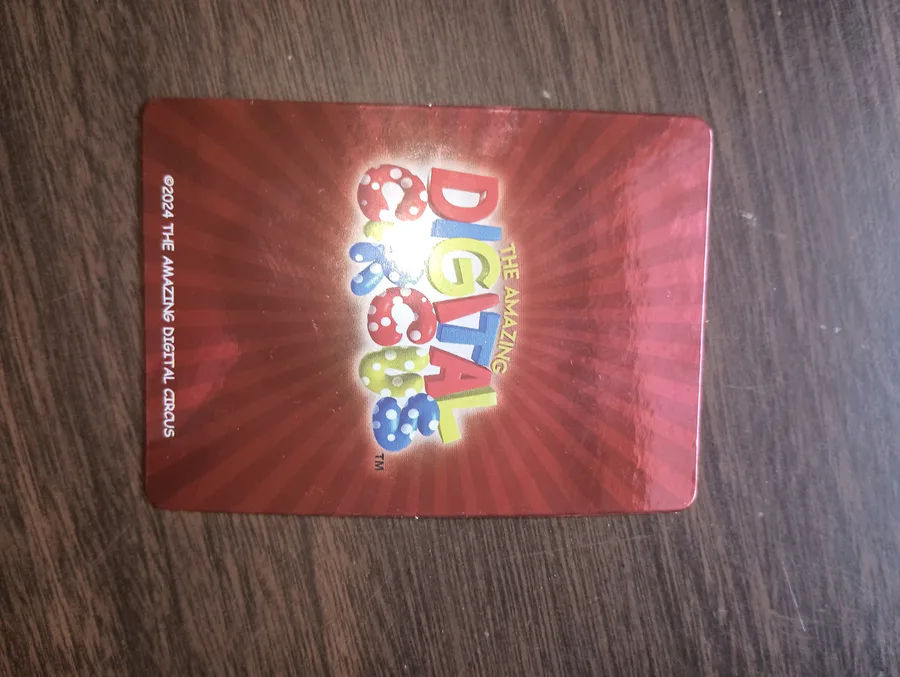 THE AMAZING
DIGITAL
CIRCUS
TM
©2024 THE AMAZING DIGITAL CIRCUS